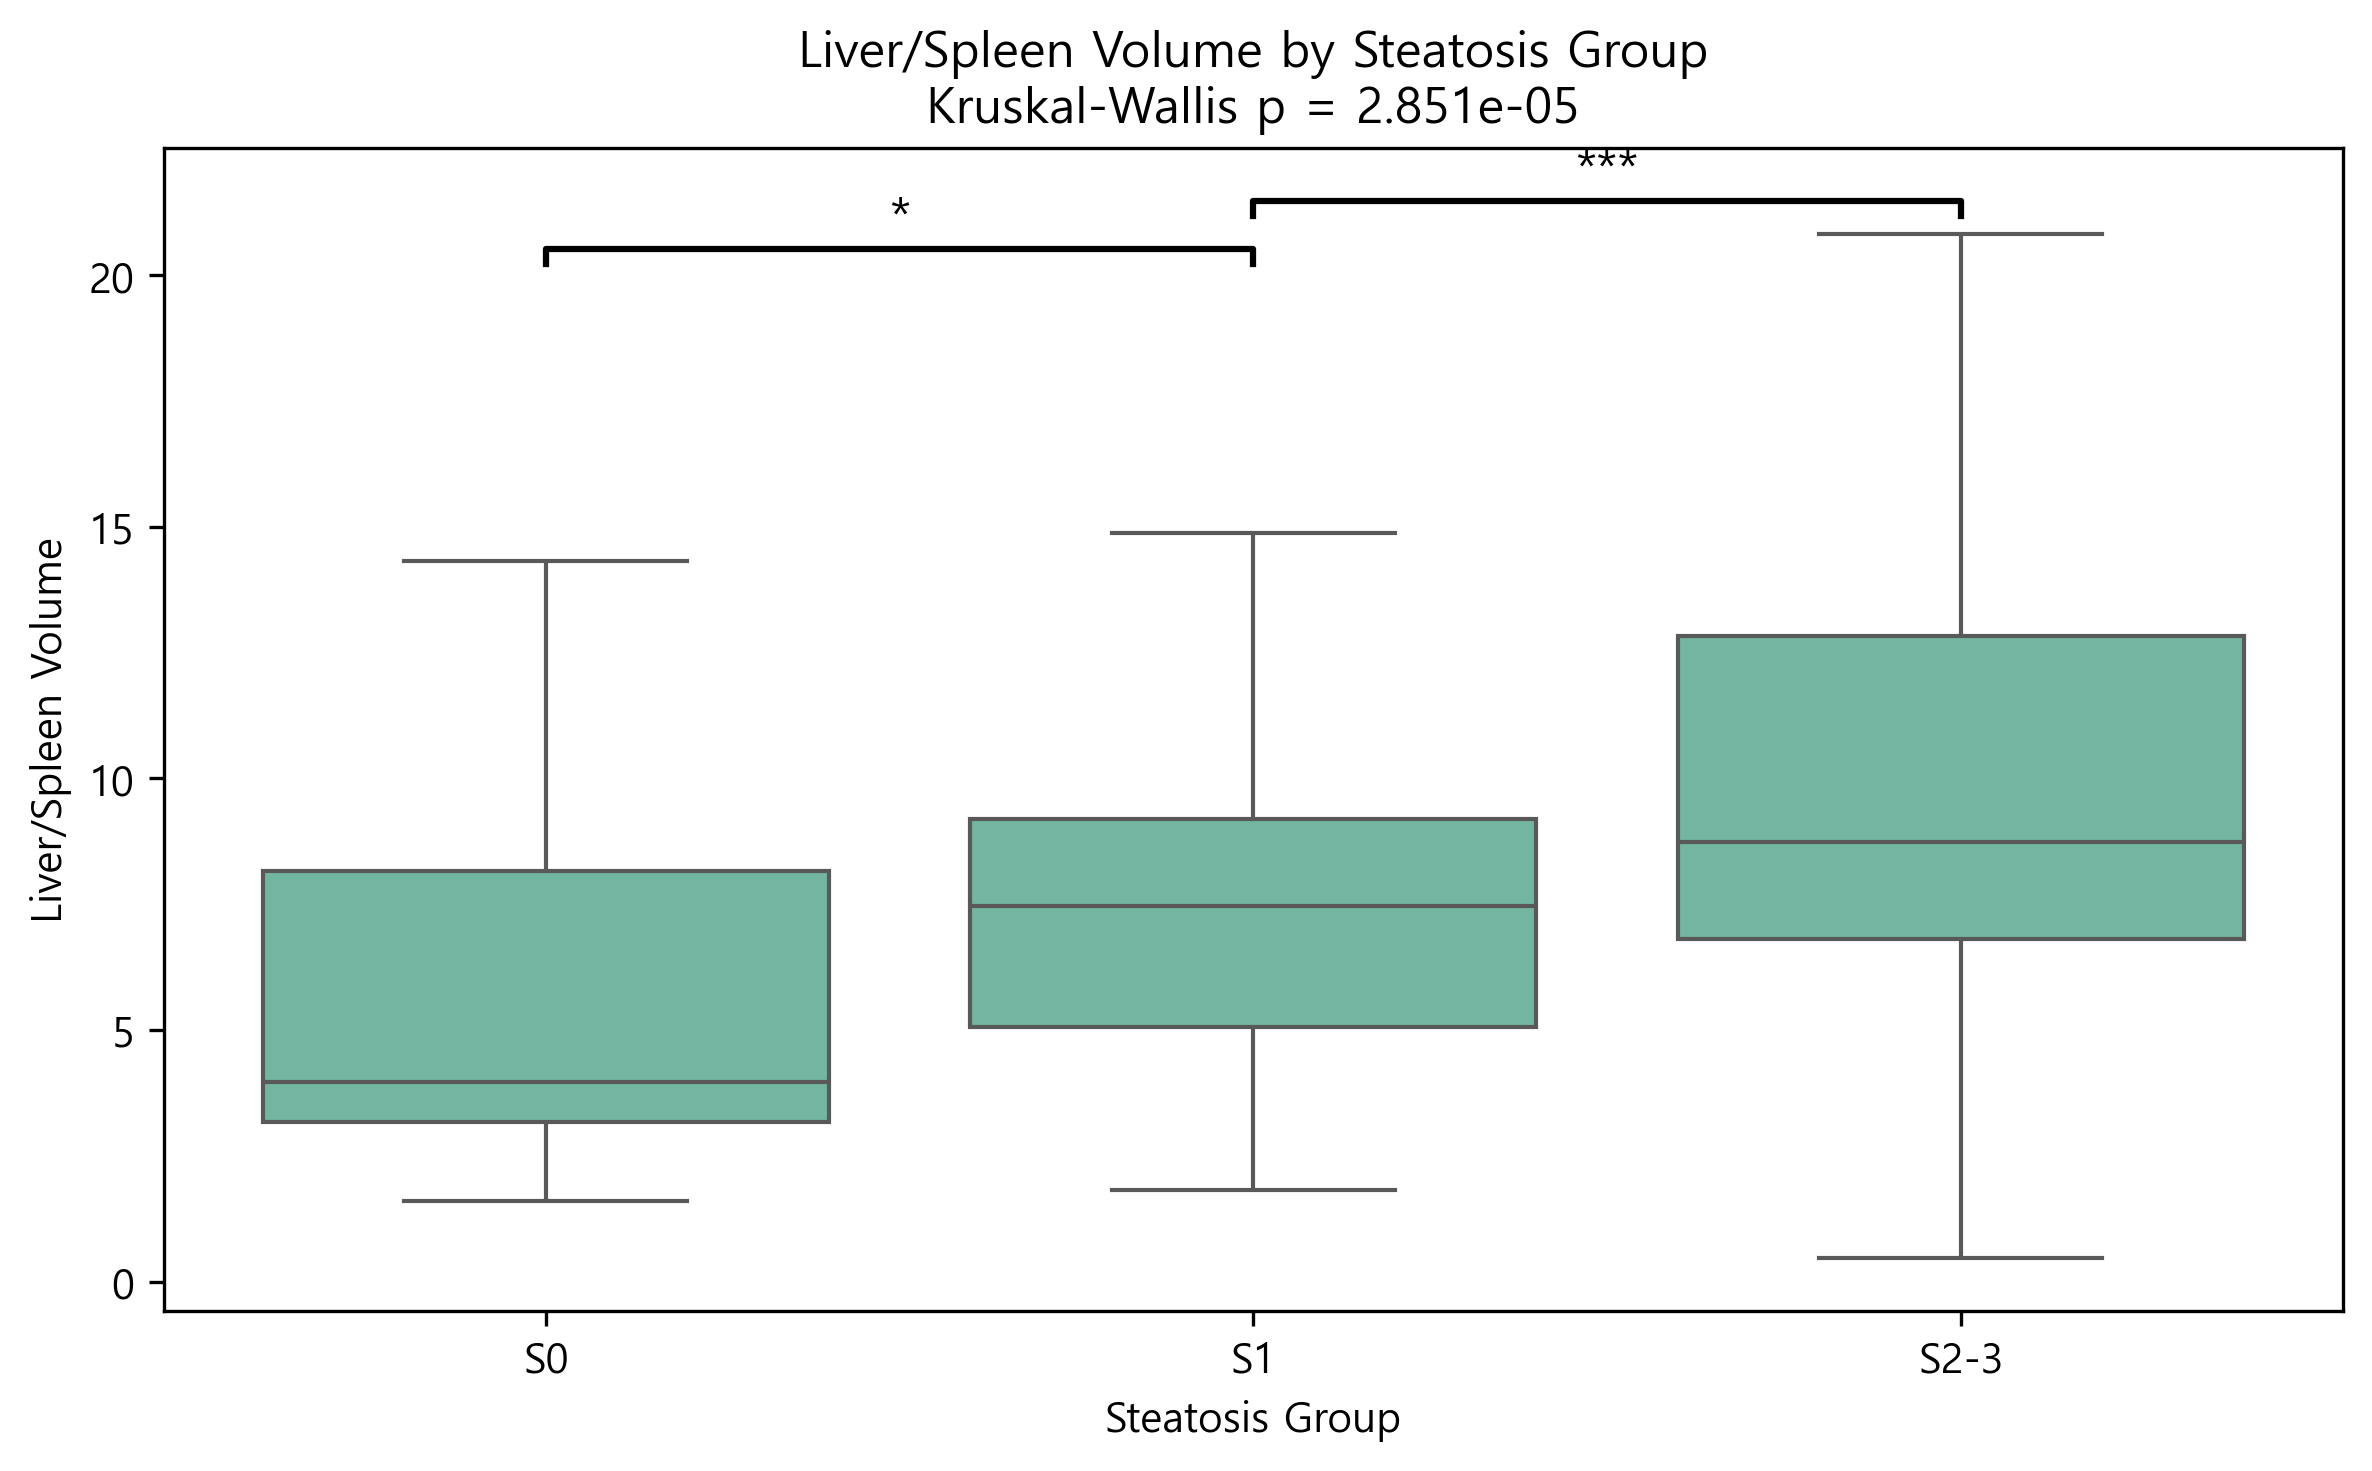 Liver/Spleen Volume by Steatosis Group
Kruskal-Wallis p = 2.851e-05
***
*
20
15
10
5
0
Liver/Spleen Volume
S0
S1
S2-3
Steatosis Group